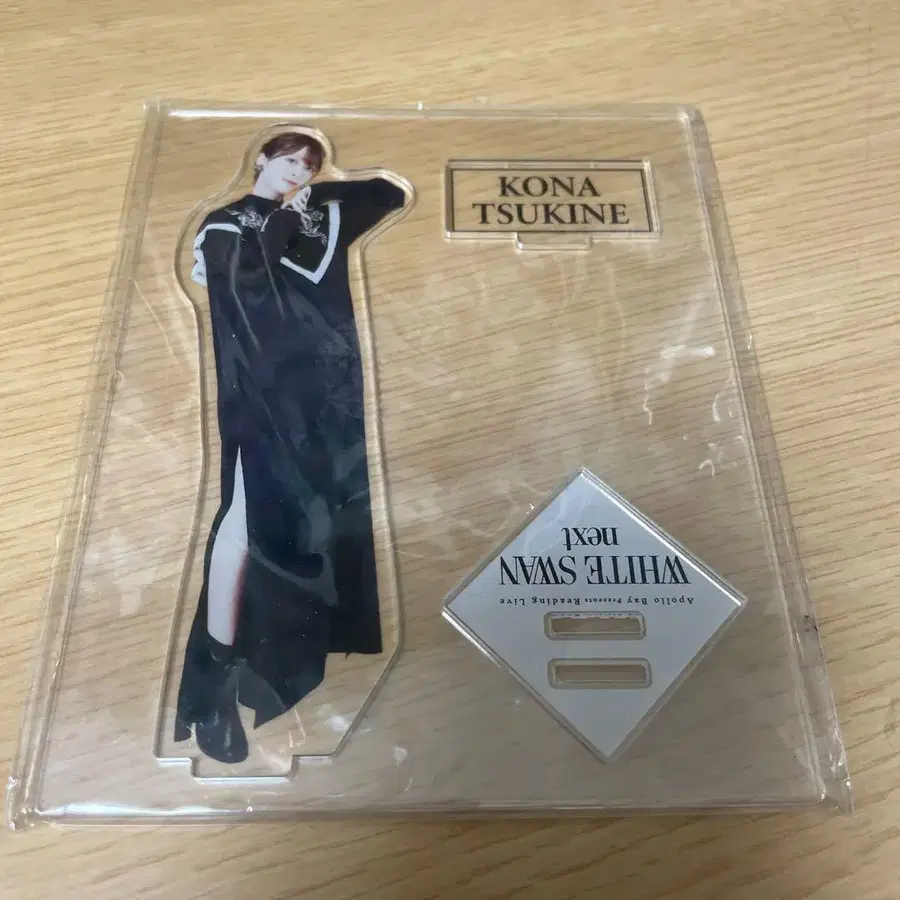 KONA
TSUKINE
Apollo Bay Presents Reading Live
WHITE SWAN
next